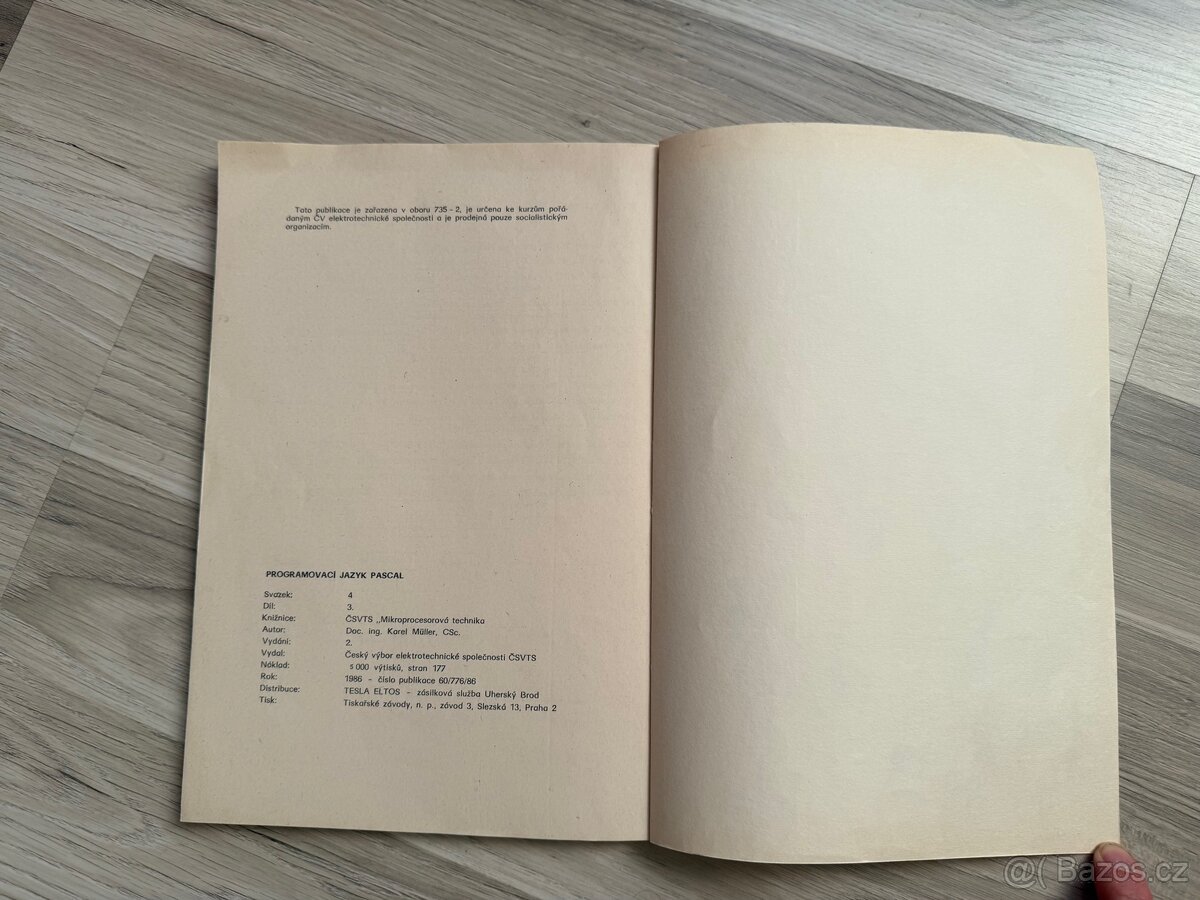 Tato publikace je zařazena v oboru 735 - 2, je určena ke kurzům pořá-
daným ČV elektrotechnické společnosti a je prodejná pouze socialistickým
organizacím.
PROGRAMOVACÍ JAZYK PASCAL
Svazek: 4
Díl: 3.
Knižnice: ČSVTS „Mikroprocesorová technika
Autor: Doc. ing. Karel Müller, CSc.
Vydání: 2.
Vydal: Český výbor elektrotechnické společnosti ČSVTS
Náklad: 5 000 výtisků, stran 177
Rok: 1986 - číslo publikace 60/776/86
Distribuce: TESLA ELTOS - zásilková služba Uherský Brod
Tisk: Tiskařské závody, n. p., závod 3, Slezská 13, Praha 2
Bazos.cz